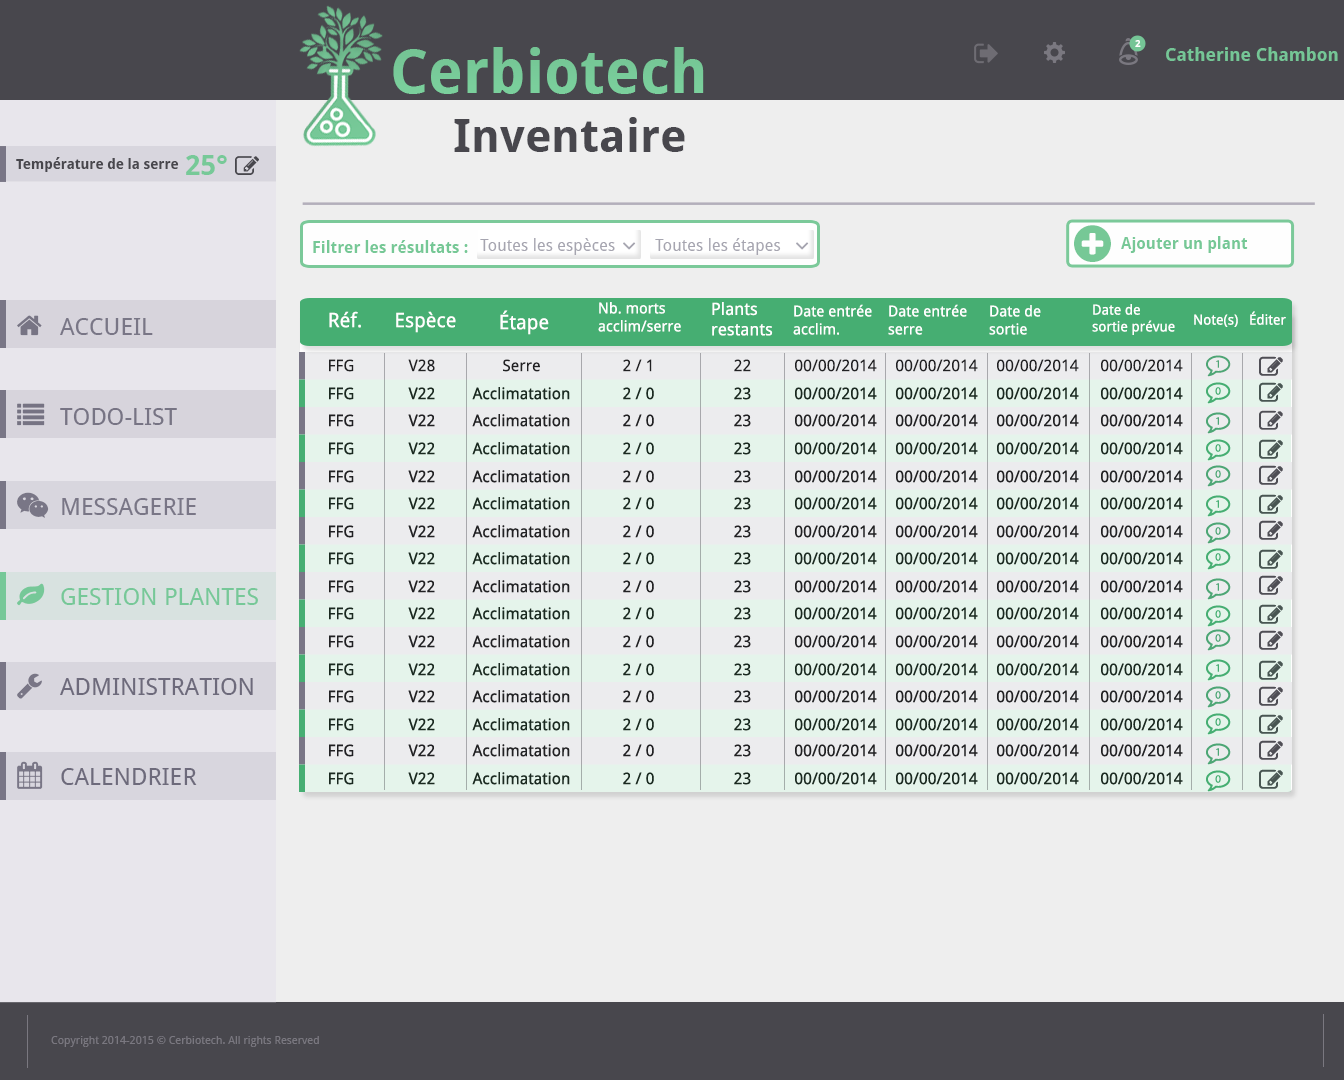 Cerbiotech
2
Catherine Chambon
Inventaire
Température de la serre 25°
ACCUEIL
TODO-LIST
MESSAGERIE
GESTION PLANTES
ADMINISTRATION
CALENDRIER
Filtrer les résultats : Toutes les espèces Toutes les étapes
Ajouter un plant
Réf. Espèce Étape Nb. morts acclim/serre Plants restants Date entrée acclim. Date entrée serre Date de sortie Date de sortie prévue Note(s) Éditer
FFG V28 Serre 2 / 1 22 00/00/2014 00/00/2014 00/00/2014 00/00/2014 1
FFG V22 Acclimatation 2 / 0 23 00/00/2014 00/00/2014 00/00/2014 00/00/2014 0
FFG V22 Acclimatation 2 / 0 23 00/00/2014 00/00/2014 00/00/2014 00/00/2014 1
FFG V22 Acclimatation 2 / 0 23 00/00/2014 00/00/2014 00/00/2014 00/00/2014 0
FFG V22 Acclimatation 2 / 0 23 00/00/2014 00/00/2014 00/00/2014 00/00/2014 0
FFG V22 Acclimatation 2 / 0 23 00/00/2014 00/00/2014 00/00/2014 00/00/2014 1
FFG V22 Acclimatation 2 / 0 23 00/00/2014 00/00/2014 00/00/2014 00/00/2014 0
FFG V22 Acclimatation 2 / 0 23 00/00/2014 00/00/2014 00/00/2014 00/00/2014 0
FFG V22 Acclimatation 2 / 0 23 00/00/2014 00/00/2014 00/00/2014 00/00/2014 1
FFG V22 Acclimatation 2 / 0 23 00/00/2014 00/00/2014 00/00/2014 00/00/2014 0
FFG V22 Acclimatation 2 / 0 23 00/00/2014 00/00/2014 00/00/2014 00/00/2014 0
FFG V22 Acclimatation 2 / 0 23 00/00/2014 00/00/2014 00/00/2014 00/00/2014 1
FFG V22 Acclimatation 2 / 0 23 00/00/2014 00/00/2014 00/00/2014 00/00/2014 0
FFG V22 Acclimatation 2 / 0 23 00/00/2014 00/00/2014 00/00/2014 00/00/2014 0
FFG V22 Acclimatation 2 / 0 23 00/00/2014 00/00/2014 00/00/2014 00/00/2014 1
FFG V22 Acclimatation 2 / 0 23 00/00/2014 00/00/2014 00/00/2014 00/00/2014 0
Copyright 2014-2015 © Cerbiotech. All rights Reserved